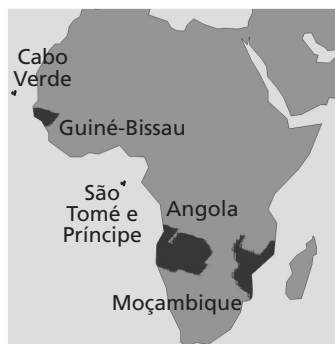 Cabo
Verde
Guiné-Bissau
São
Tomé e
Príncipe
Angola
Moçambique